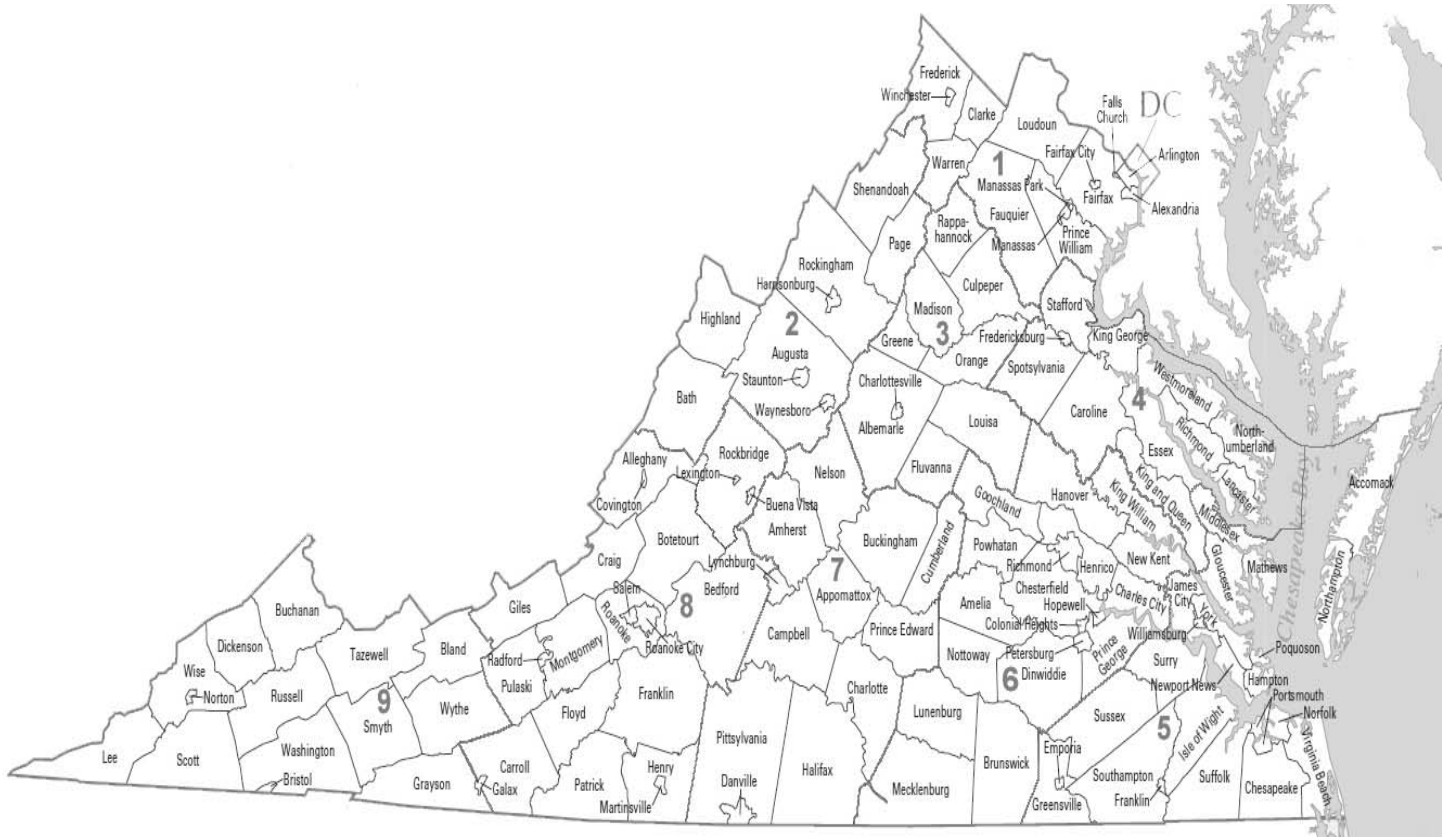 Frederick
Winchester
Clarke
Loudoun
Falls
Church
DC
Arlington
Fairfax City
Warren
1
Shenandoah
Manassas Park
Fairfax
Alexandria
Fauquier
Rappa-
hannock
Prince
William
Page
Manassas
Rockingham
Culpeper
Harrisonburg
Madison
Stafford
Highland
2
3
Fredericksburg
King George
Greene
Orange
Augusta
Spotsylvania
Westmoreland
Staunton
Charlottesville
4
Bath
Waynesboro
Caroline
Albemarle
Louisa
Richmond
North-
umberland
Rockbridge
Essex
Alleghany
Lexington
Nelson
Fluvanna
Lancaster
Accomack
King and Queen
Covington
Buena Vista
Goochland
Hanover
King William
Middlesex
Chesapeake Bay
Amherst
Botetourt
Buckingham
Cumberland
Powhatan
Craig
Lynchburg
Richmond
New Kent
Gloucester
Henrico
7
Mathews
Northampton
Salem
8
Bedford
Chesterfield
James
City
Appomattox
Amelia
Charles City
Giles
Hopewell
York
Buchanan
Roanoke
Colonial Heights
Campbell
Prince Edward
Williamsburg
Dickenson
Bland
Montgomery
Roanoke City
Petersburg
Prince
George
Poquoson
Tazewell
Radford
Nottoway
Wise
Surry
6
Dinwiddie
Hampton
Pulaski
Charlotte
Newport News
Norton
Russell
Franklin
Portsmouth
9
Wythe
Lunenburg
Norfolk
Smyth
Floyd
Sussex
5
Isle of Wight
Pittsylvania
Washington
Emporia
Virginia Beach
Lee
Scott
Halifax
Brunswick
Carroll
Henry
Southampton
Suffolk
Bristol
Grayson
Patrick
Danville
Mecklenburg
Chesapeake
Galax
Franklin
Martinsville
Greensville